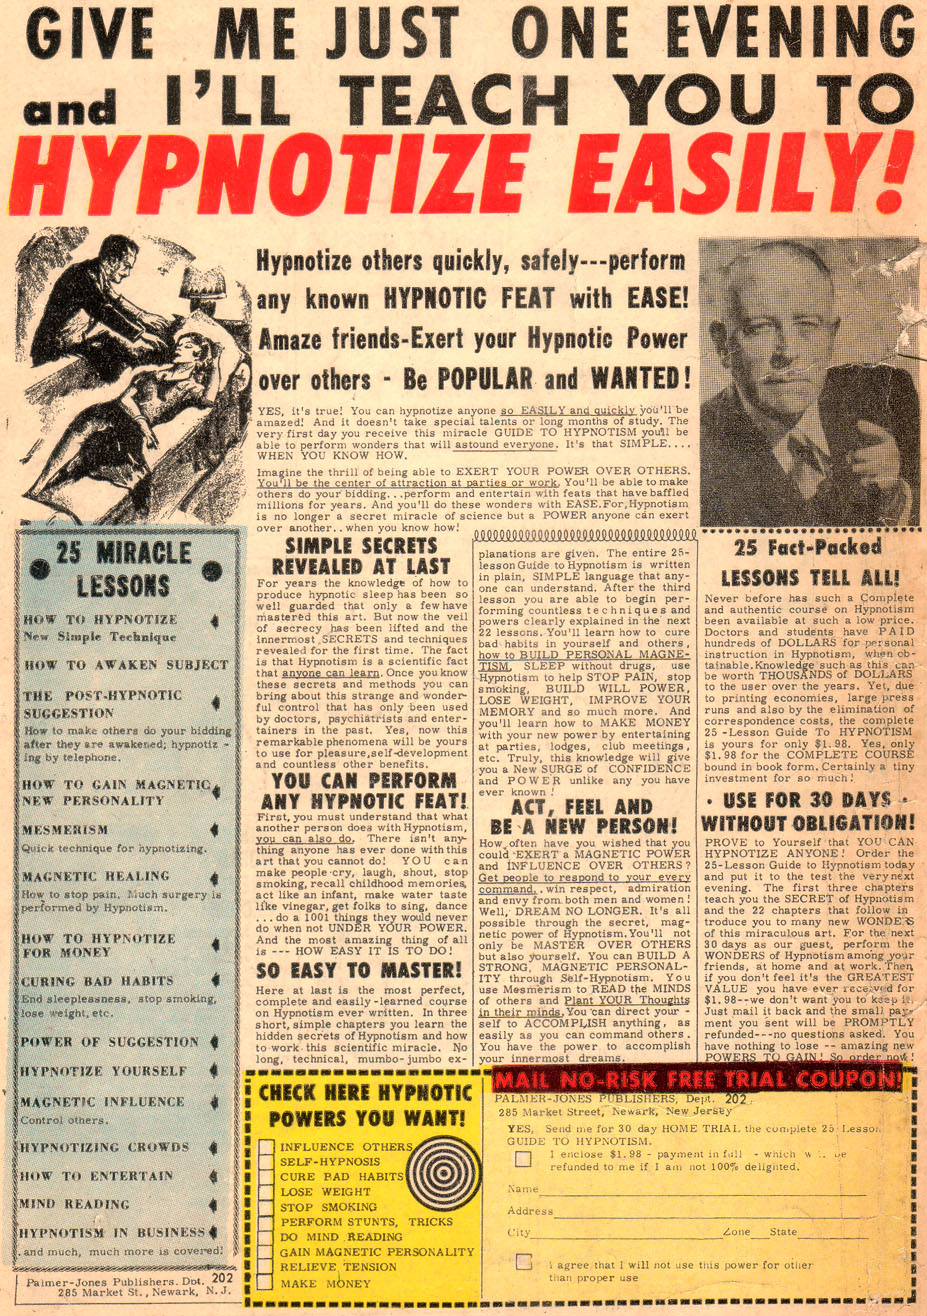 GIVE ME JUST ONE EVENING
and I'LL TEACH YOU TO
HYPNOTIZE EASILY!
Hypnotize others quickly, safely---perform
any known HYPNOTIC FEAT with EASE!
Amaze friends-Exert your Hypnotic Power
over others - Be POPULAR and WANTED!
YES, it's true! You can hypnotize anyone so EASILY and quickly you'll be
amazed! And it doesn't take special talents or long months of study. The
very first day you receive this miracle GUIDE TO HYPNOTISM you'll be
able to perform wonders that will astound everyone. It's that SIMPLE....
WHEN YOU KNOW HOW.
Imagine the thrill of being able to EXERT YOUR POWER OVER OTHERS.
You'll be the center of attraction at parties or work. You'll be able to make
others do your bidding...perform and entertain with feats that have baffled
millions for years. And you'll do these wonders with EASE.For,Hypnotism
is no longer a secret miracle of science but a POWER anyone can exert
over another.. when you know how!
25 MIRACLE
LESSONS
HOW TO HYPNOTIZE
New Simple Technique
HOW TO AWAKEN SUBJECT
THE POST-HYPNOTIC
SUGGESTION
How to make others do your bidding
after they are awakened; hypnotiz -
ing by telephone.
HOW TO GAIN MAGNETIC
NEW PERSONALITY
MESMERISM
Quick technique for hypnotizing.
MAGNETIC HEALING
How to stop pain. Much surgery is
performed by Hypnotism.
HOW TO HYPNOTIZE
FOR MONEY
CURING BAD HABITS
End sleeplessness, stop smoking,
lose weight, etc.
POWER OF SUGGESTION
HYPNOTIZE YOURSELF
MAGNETIC INFLUENCE
Control others.
HYPNOTIZING CROWDS
HOW TO ENTERTAIN
MIND READING
HYPNOTISM IN BUSINESS
..and much, much more is covered!
Palmer-Jones Publishers. Dpt. 202
285 Market St., Newark, N. J.
SIMPLE SECRETS
REVEALED AT LAST
For years the knowledge of how to
produce hypnotic sleep has been so
well guarded that only a few have
mastered this art. But now the veil
of secrecy has been lifted and the
innermost SECRETS and techniques
revealed for the first time. The fact
is that Hypnotism is a scientific fact
that anyone can learn. Once you know
these secrets and methods you can
bring about this strange and wonder-
ful control that has only been used
by doctors, psychiatrists and enter-
tainers in the past. Yes, now this
remarkable phenomena will be yours
to use for pleasure,self-development
and countless other benefits.
YOU CAN PERFORM
ANY HYPNOTIC FEAT!
First, you must understand that what
another person does with Hypnotism,
you can also do. There isn't any-
thing anyone has ever done with this
art that you cannot do! YOU can
make people cry, laugh, shout, stop
smoking, recall childhood memories,
act like an infant, make water taste
like vinegar, get folks to sing, dance
...do a 1001 things they would never
do when not UNDER YOUR POWER.
And the most amazing thing of all
is --- HOW EASY IT IS TO DO!
SO EASY TO MASTER!
Here at last is the most perfect,
complete and easily-learned course
on Hypnotism ever written. In three
short, simple chapters you learn the
hidden secrets of Hypnotism and how
to work this scientific miracle. No
long, technical, mumbo-jumbo ex-
planations are given. The entire 25-
lesson Guide to Hypnotism is written
in plain, SIMPLE language that any-
one can understand. After the third
lesson you are able to begin per-
forming countless techniques and
powers clearly explained in the next
22 lessons. You'll learn how to cure
bad habits in yourself and others,
how to BUILD PERSONAL MAGNE-
TISM, SLEEP without drugs, use
Hypnotism to help STOP PAIN, stop
smoking, BUILD WILL POWER,
LOSE WEIGHT, IMPROVE YOUR
MEMORY and so much more. And
you'll learn how to MAKE MONEY
with your new power by entertaining
at parties, lodges, club meetings,
etc. Truly, this knowledge will give
you a New SURGE OF CONFIDENCE
and POWER unlike any you have
ever known!
ACT, FEEL AND
BE A NEW PERSON!
How often have you wished you
could EXERT A MAGNETIC POWER
and INFLUENCE OVER OTHERS?
Get people to respond to your every
command.. win respect, admiration
and envy from both men and women!
Well, DREAM NO LONGER. It's all
possible through the secret, mag-
netic power of Hypnotism.You'll not
only be MASTER OVER OTHERS
but also yourself. You can BUILD A
STRONG, MAGNETIC PERSONAL-
ITY through Self-Hypnotism. You
use Mesmerism to READ the MINDS
of others and Plant YOUR Thoughts
in their minds. You can direct your -
self to ACCOMPLISH anything, as
easily as you can command others.
You have the power to accomplish
your innermost dreams.
25 Fact-Packed
LESSONS TELL ALL!
Never before has such a Complete
and authentic course on Hypnotism
been available at such a low price.
Doctors and students have PAID
hundreds of DOLLARS for personal
instruction in Hypnotism, when ob-
tainable.Knowledge such as this can
be worth THOUSANDS of DOLLARS
to the user over the years. Yet, due
to printing economies, large press
runs and also by the elimination of
correspondence costs, the complete
25 -Lesson Guide To HYPNOTISM
is yours for only $1.98. Yes, only
$1.98 for the COMPLETE COURSE
bound in book form. Certainly a tiny
investment for so much!
· USE FOR 30 DAYS ·
WITHOUT OBLIGATION!
PROVE to Yourself that YOU CAN
HYPNOTIZE ANYONE! Order the
25-Lesson Guide to Hypnotism today
and put it to the test the very next
evening. The first three chapters
teach you the SECRET of Hypnotism
and the 22 chapters that follow in
troduce you to many new WONDERS
of this miraculous art. For the next
30 days as our guest, perform the
WONDERS of Hypnotism among your
friends, at home and at work. Then,
if you don't feel it's the GREATEST
VALUE you have ever received for
$1.98--we don't want you to keep it.
Just mail it back and the small pay
ment you sent will be PROMPTLY
refunded---no questions asked. You
have nothing to lose -- amazing new
POWERS TO GAIN! So order now!
CHECK HERE HYPNOTIC
POWERS YOU WANT!
INFLUENCE OTHERS
SELF-HYPNOSIS
CURE BAD HABITS
LOSE WEIGHT
STOP SMOKING
PERFORM STUNTS, TRICKS
DO MIND READING
GAIN MAGNETIC PERSONALITY
RELIEVE TENSION
MAKE MONEY
MAIL NO-RISK FREE TRIAL COUPON!
PALMER-JONES PUBLISHERS, Dept. 202
285 Market Street, Newark, New Jersey
YES, Send me for 30 day HOME TRIAL the complete 25 Lesson
GUIDE TO HYPNOTISM.
I enclose $1.98 - payment in full - which be
refunded to me if I am not 100% delighted.
Name
Address
City Zone State
I agree that I will not use this power for other
than proper use